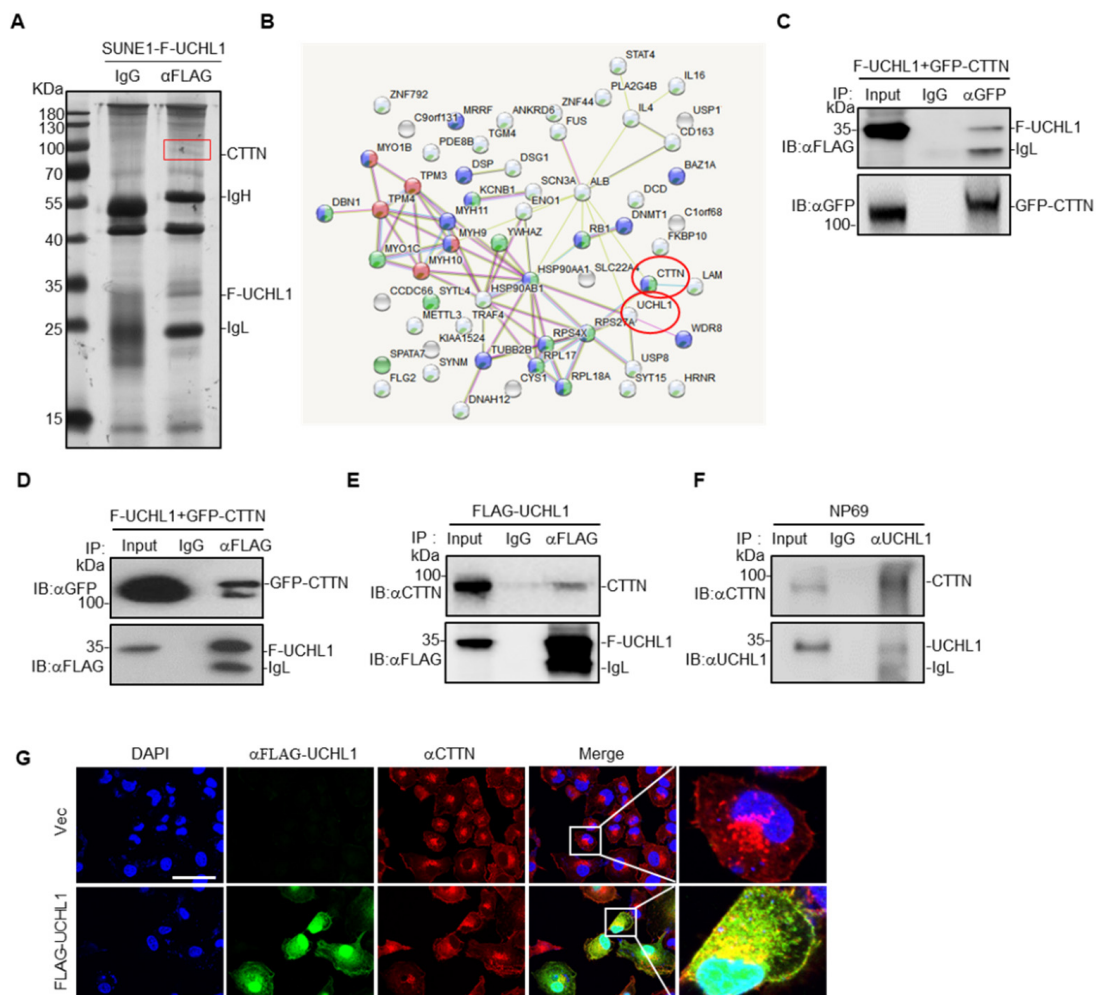 A
SUNE1-F-UCHL1
IgG αFLAG
KDa
180
130
100
70
55
40
35
25
15
CTTN
IgH
F-UCHL1
IgL
B
STAT4
IL16
PLA2G4B
ZNF792
ZNF44
IL4
USP1
C9orf131
MRRF
ANKRD6
FUS
CD163
PDE8B
TGM4
MYO1B
DSP
DSG1
BAZ1A
TPM3
SCN3A
ALB
KCNB1
DCD
DBN1
TPM4
ENO1
DNMT1
C1orf68
MYH11
RB1
MYH9
YWHAZ
FKBP10
MYO1C
MYH10
HSP90AA1
SLC22A4
CTTN
LAM
CCDC66
SYTL4
HSP90AB1
UCHL1
METTL3
TRAF4
RPS27A
WDR8
KIAA1524
RPS4X
SPATA7
TUBB2B
RPL17
USP8
SYNM
CYS1
RPL18A
FLG2
SYT15
HRNR
DNAH12
C
F-UCHL1+GFP-CTTN
IP: Input IgG αGFP
kDa
35
IB:αFLAG
F-UCHL1
IgL
IB:αGFP
100
GFP-CTTN
D
F-UCHL1+GFP-CTTN
IP: Input IgG αFLAG
kDa
IB:αGFP
100
GFP-CTTN
35
IB:αFLAG
F-UCHL1
IgL
E
FLAG-UCHL1
IP : Input IgG αFLAG
kDa
100
IB:αCTTN
CTTN
35
IB:αFLAG
F-UCHL1
IgL
F
NP69
IP : Input IgG αUCHL1
kDa
100
IB:αCTTN
CTTN
35
IB:αUCHL1
UCHL1
IgL
G
DAPI αFLAG-UCHL1 αCTTN Merge
Vec
FLAG-UCHL1